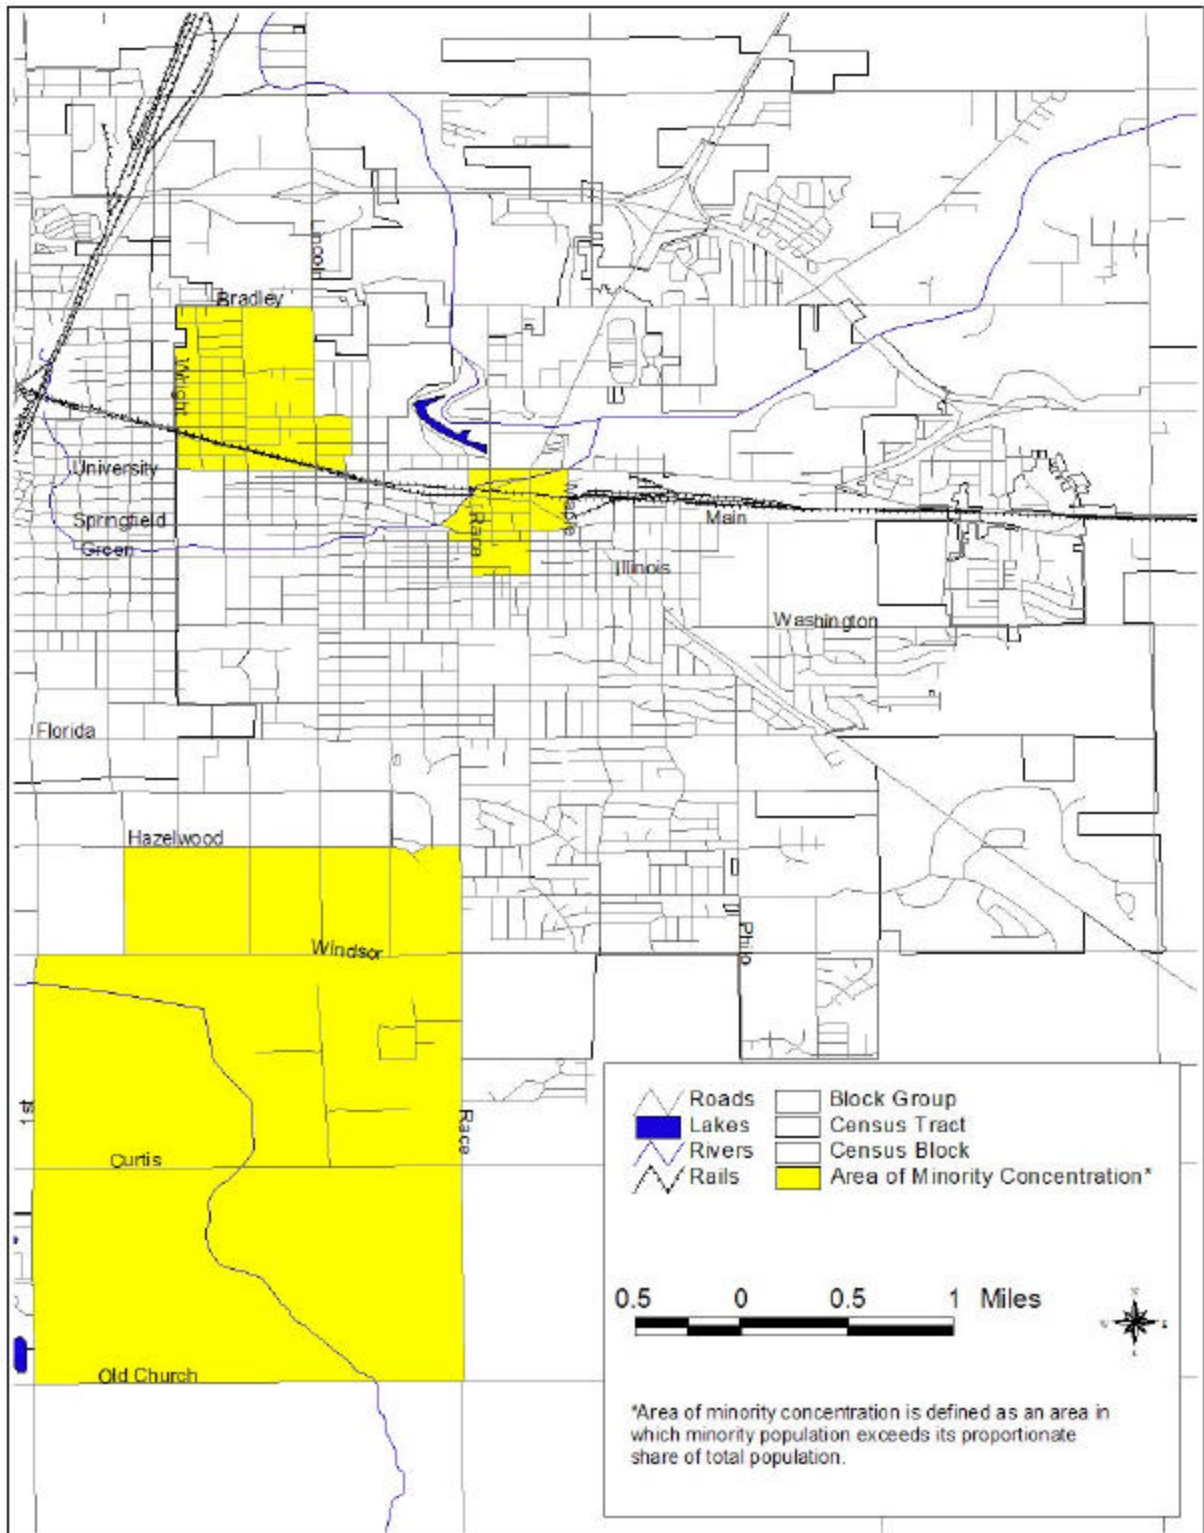 Lincoln
Bradley
Wright
University
Springfield
Green
Race
Maple
Main
Illinois
Washington
Florida
Hazelwood
Windsor
Philo
1st
Race
Curtis
Old Church
Roads
Lakes
Rivers
Rails
Block Group
Census Tract
Census Block
Area of Minority Concentration*
0.5 0 0.5 1 Miles
*Area of minority concentration is defined as an area in
which minority population exceeds its proportionate
share of total population.